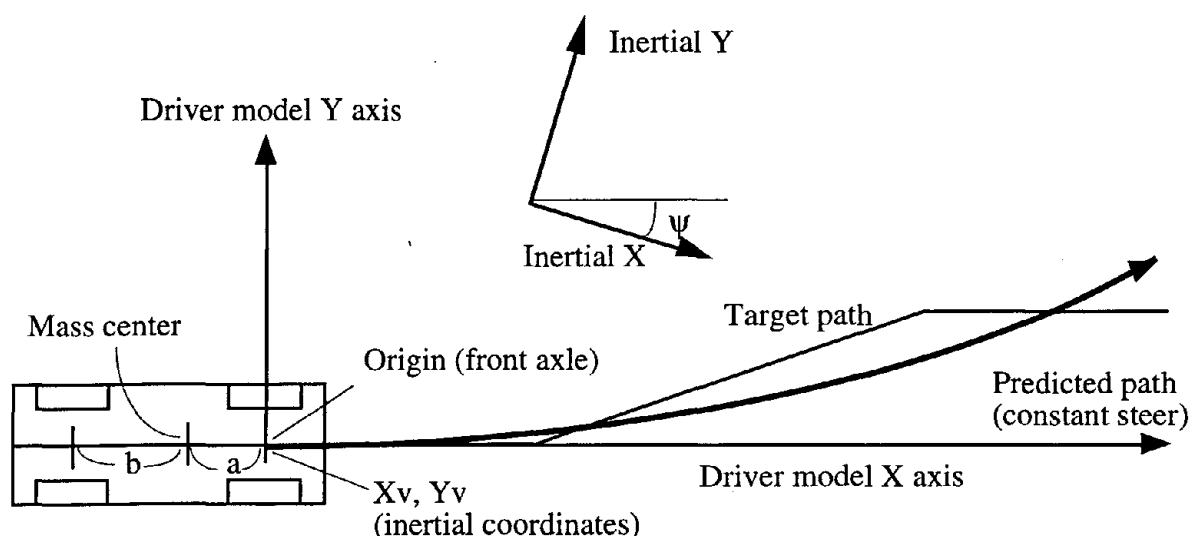 Inertial Y
Driver model Y axis
ψ
Inertial X
Mass center
Target path
Origin (front axle)
Predicted path
(constant steer)
b
a
Driver model X axis
Xv, Yv
(inertial coordinates)